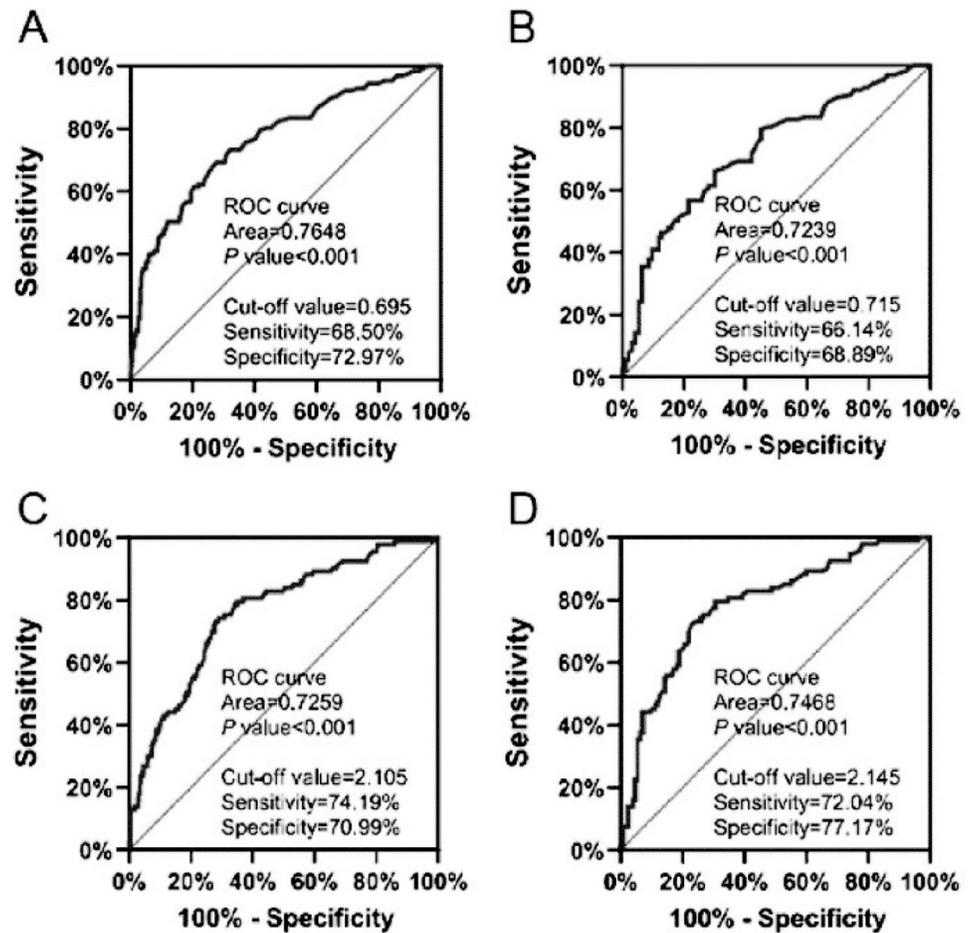 A
100%
80%
60%
40%
20%
0%
Sensitivity
ROC curve
Area=0.7648
P value<0.001
Cut-off value=0.695
Sensitivity=68.50%
Specificity=72.97%
0% 20% 40% 60% 80% 100%
100% - Specificity
B
100%
80%
60%
40%
20%
0%
Sensitivity
ROC curve
Area=0.7239
P value<0.001
Cut-off value=0.715
Sensitivity=66.14%
Specificity=68.89%
0% 20% 40% 60% 80% 100%
100% - Specificity
C
100%
80%
60%
40%
20%
0%
Sensitivity
ROC curve
Area=0.7259
P value<0.001
Cut-off value=2.105
Sensitivity=74.19%
Specificity=70.99%
0% 20% 40% 60% 80% 100%
100% - Specificity
D
100%
80%
60%
40%
20%
0%
Sensitivity
ROC curve
Area=0.7468
P value<0.001
Cut-off value=2.145
Sensitivity=72.04%
Specificity=77.17%
0% 20% 40% 60% 80% 100%
100% - Specificity